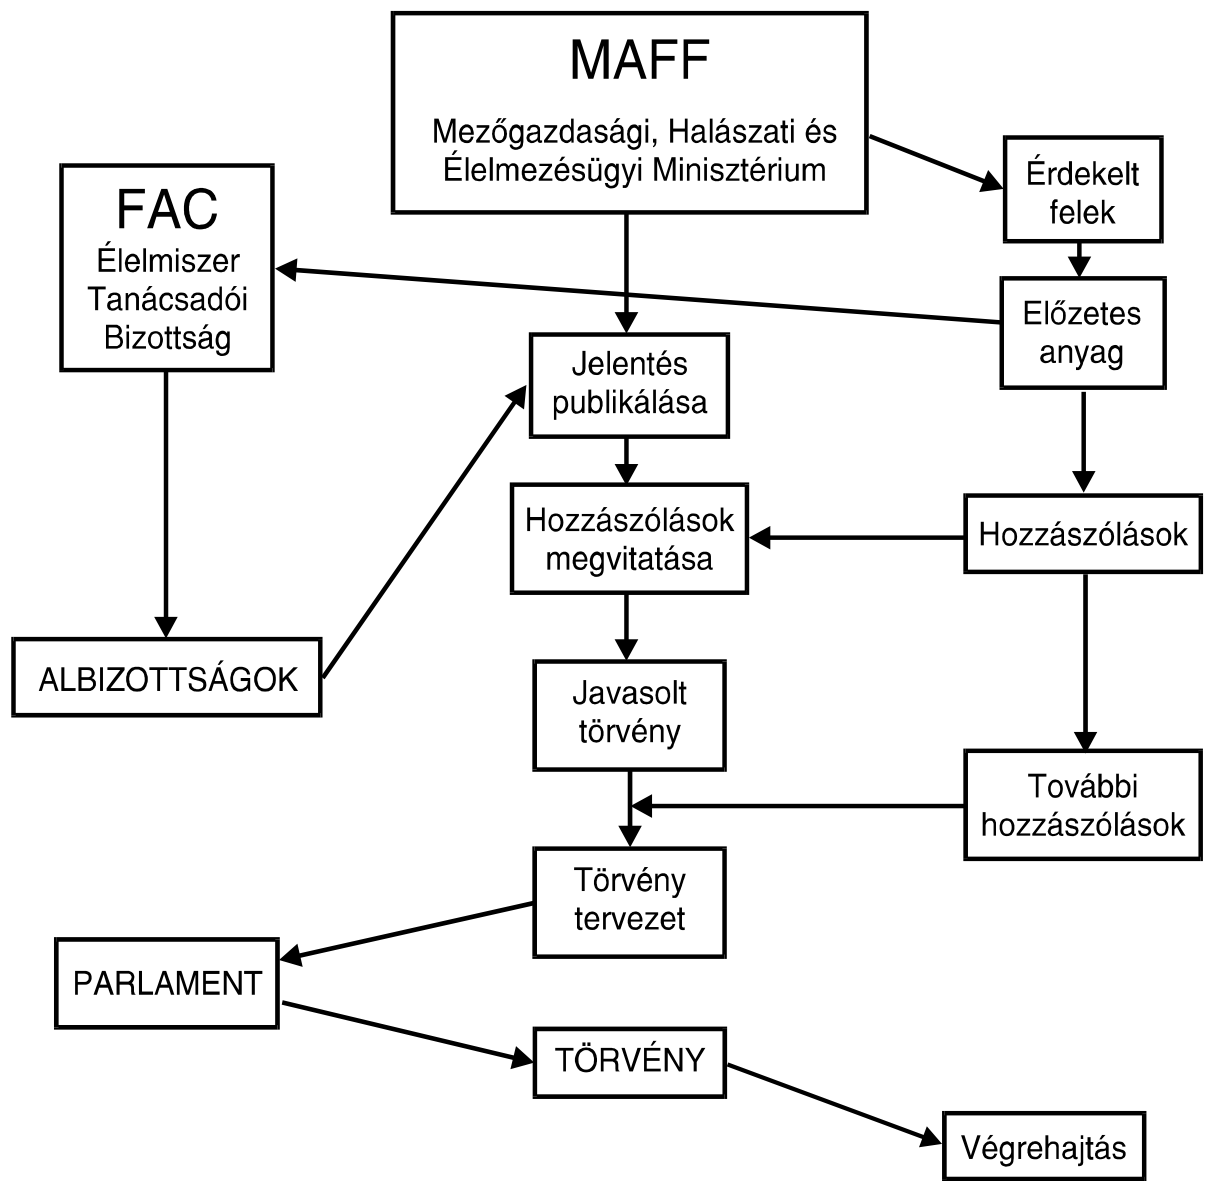 MAFF
Mezőgazdasági, Halászati és
Élelmezésügyi Minisztérium
Érdekelt
felek
FAC
Élelmiszer
Tanácsadói
Bizottság
Előzetes
anyag
Jelentés
publikálása
Hozzászólások
megvitatása
Hozzászólások
ALBIZOTTSÁGOK
Javasolt
törvény
További
hozzászólások
Törvény
tervezet
PARLAMENT
TÖRVÉNY
Végrehajtás